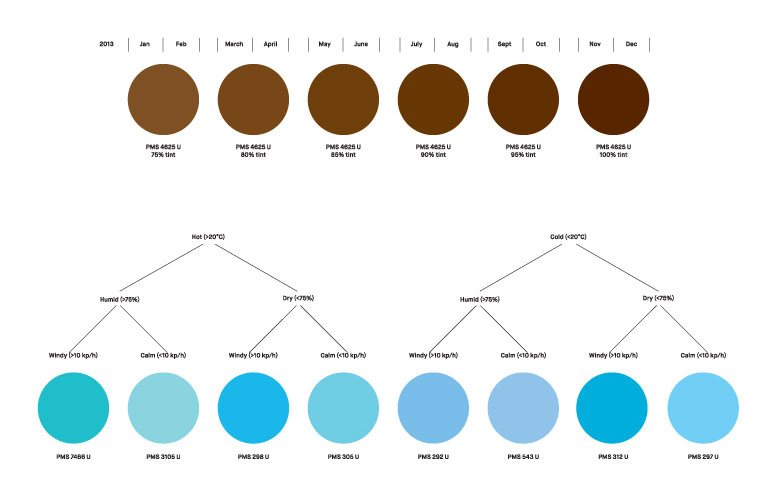 2013 Jan Feb March April May June July Aug Sept Oct Nov Dec
PMS 4625 U PMS 4625 U PMS 4625 U PMS 4625 U PMS 4625 U PMS 4625 U
75% tint 80% tint 85% tint 90% tint 95% tint 100% tint
Hot (>20°C) Cold (<20°C)
Humid (>75%) Dry (<75%) Humid (>75%) Dry (<75%)
Windy (>10 kp/h) Calm (<10 kp/h) Windy (>10 kp/h) Calm (<10 kp/h) Windy (>10 kp/h) Calm (<10 kp/h) Windy (>10 kp/h) Calm (<10 kp/h)
PMS 7466 U PMS 3105 U PMS 298 U PMS 305 U PMS 292 U PMS 543 U PMS 312 U PMS 297 U